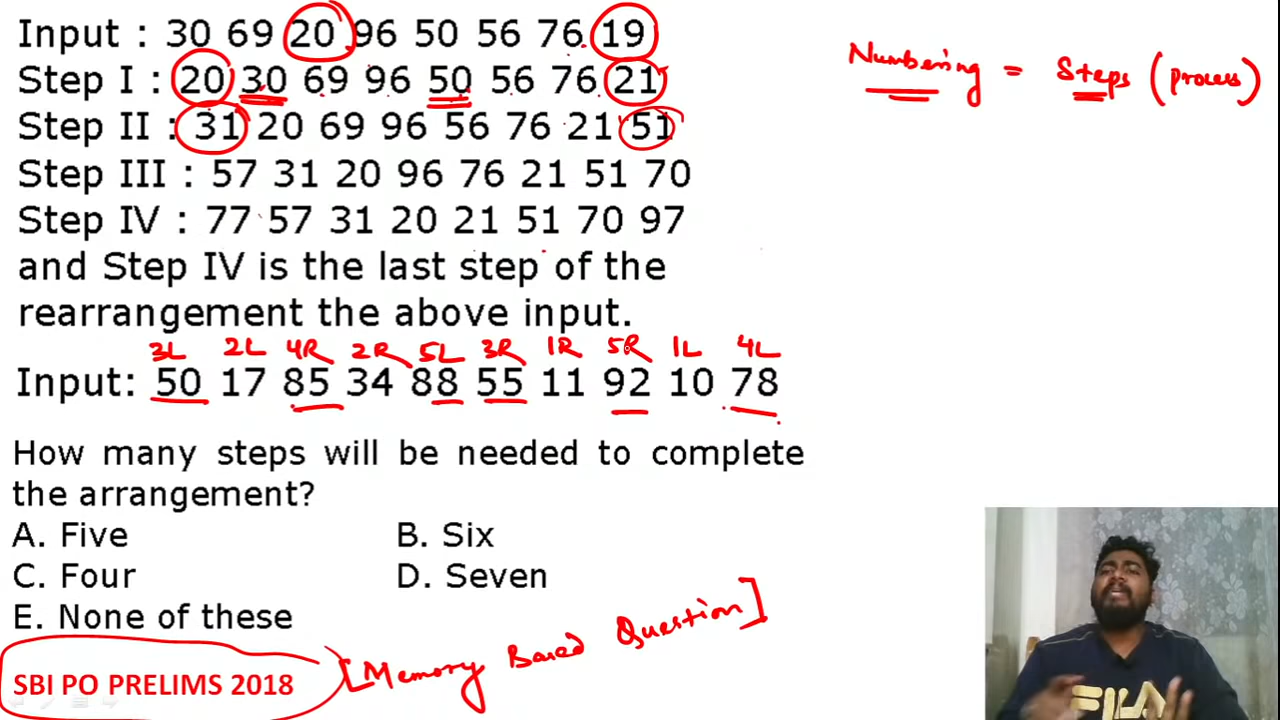 Input : 30 69 20 96 50 56 76 19
Numbering = Steps (process)
Step I : 20 30 69 96 50 56 76 21
Step II : 31 20 69 96 56 76 21 51
Step III : 57 31 20 96 76 21 51 70
Step IV : 77 57 31 20 21 51 70 97
and Step IV is the last step of the
rearrangement the above input.
3L 2L 4R 2R 5L 3R 1R 5R 1L 4L
Input: 50 17 85 34 88 55 11 92 10 78
How many steps will be needed to complete
the arrangement?
A. Five B. Six
C. Four D. Seven
E. None of these
SBI PO PRELIMS 2018 [Memory Based Question]
FILA